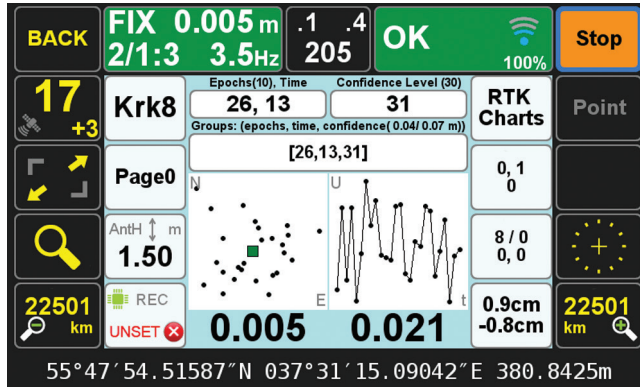 BACK
FIX 0.005 m
2/1:3 3.5Hz
.1 .4
205
OK
100%
Stop
17
+3
Krk8
Epochs(10), Time
26, 13
Confidence Level (30)
31
RTK
Charts
Point
Groups: (epochs, time, confidence( 0.04/ 0.07 m))
[26,13,31]
Page0
0, 1
0
N
U
AntH m
1.50
8 / 0
0, 0
E
t
22501
km
REC
UNSET
0.005
0.021
0.9cm
-0.8cm
22501
km
55°47′54.51587″N 037°31′15.09042″E 380.8425m